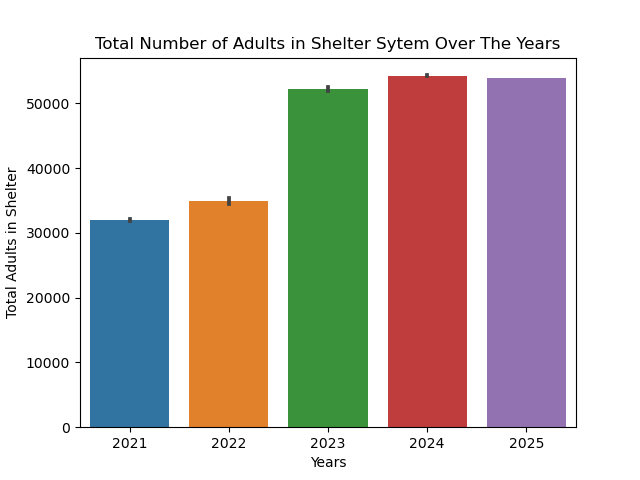 Total Number of Adults in Shelter Sytem Over The Years
Total Adults in Shelter
50000
40000
30000
20000
10000
0
2021 2022 2023 2024 2025
Years